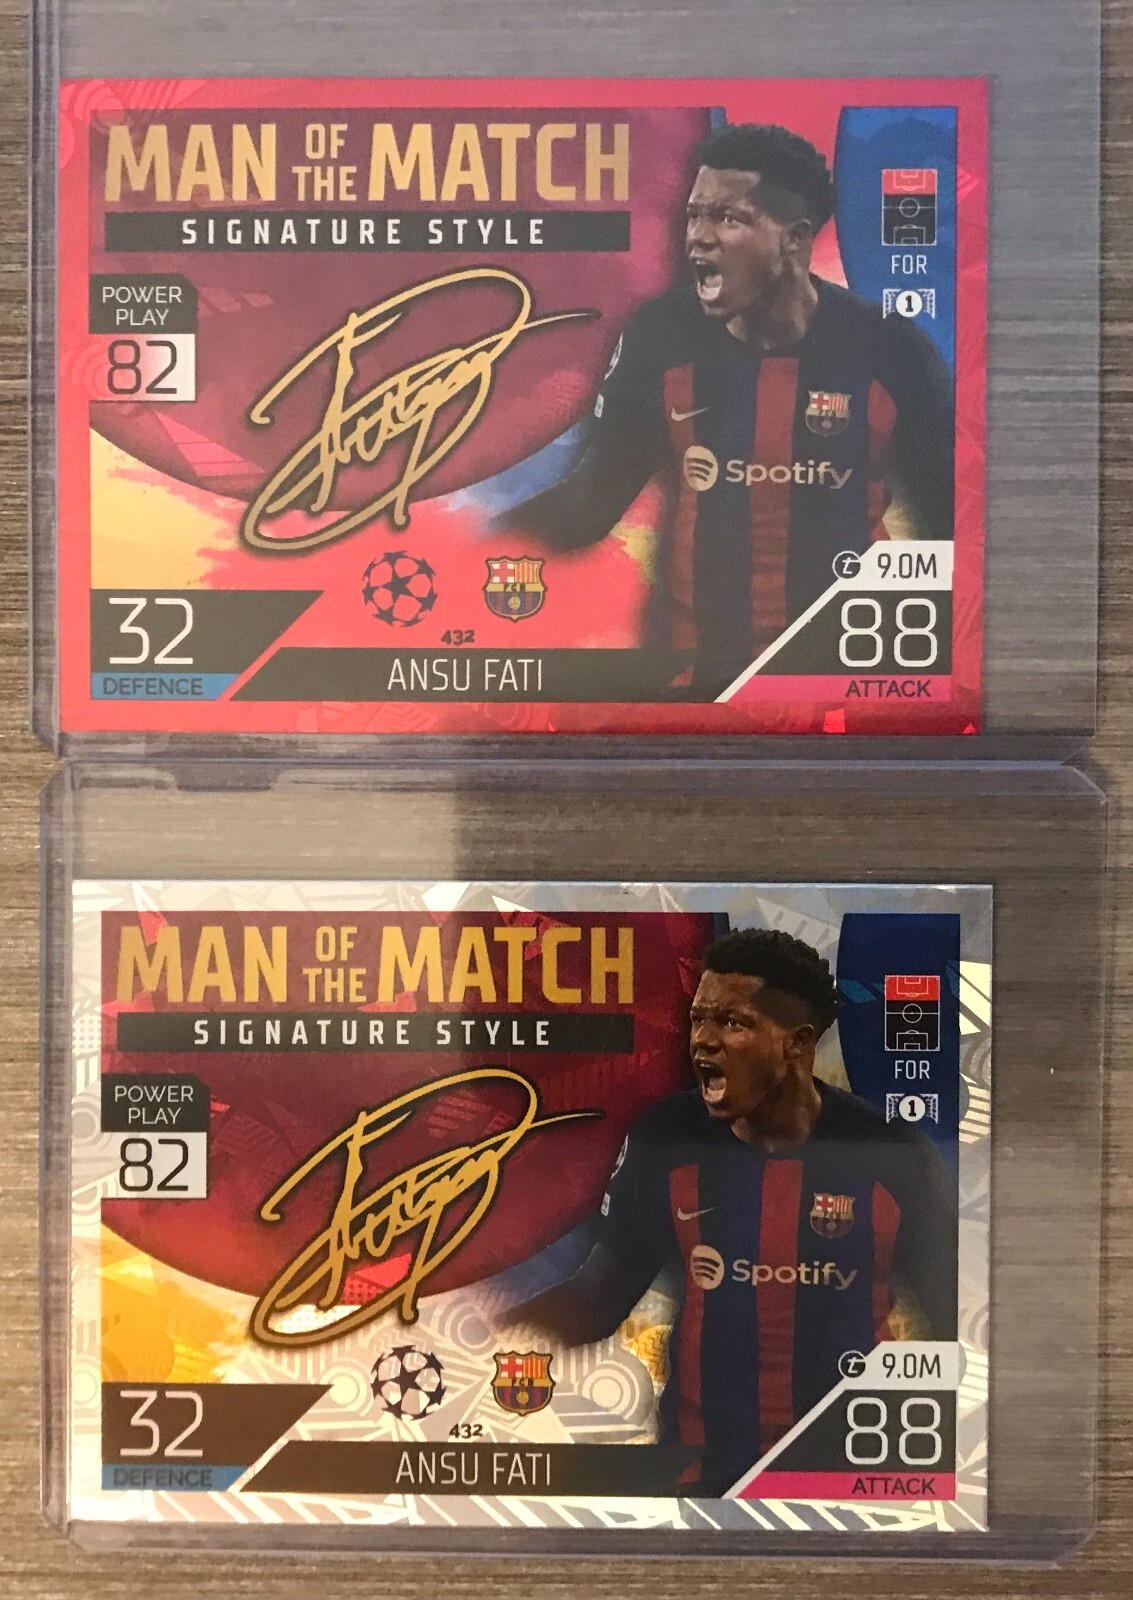 MAN OF THE MATCH
SIGNATURE STYLE
FOR
1
POWER
PLAY
82
Spotify
FCB
t 9.0M
32
88
432
DEFENCE
ANSU FATI
ATTACK
MAN OF THE MATCH
SIGNATURE STYLE
FOR
1
POWER
PLAY
82
Spotify
FCB
t 9.0M
32
88
432
DEFENCE
ANSU FATI
ATTACK